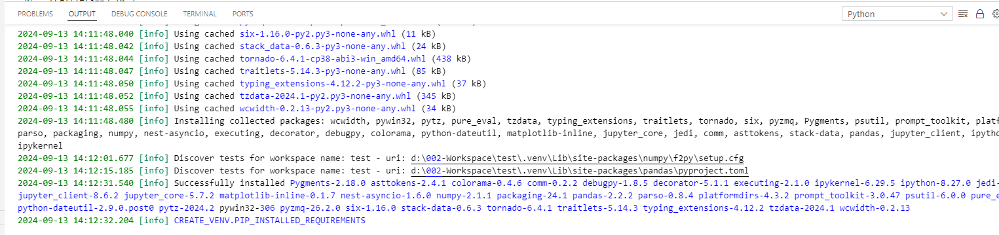 PROBLEMS OUTPUT DEBUG CONSOLE TERMINAL PORTS Python
2024-09-13 14:11:48.040 [info] Using cached six-1.16.0-py2.py3-none-any.whl (11 kB)
2024-09-13 14:11:48.042 [info] Using cached stack_data-0.6.3-py3-none-any.whl (24 kB)
2024-09-13 14:11:48.044 [info] Using cached tornado-6.4.1-cp38-abi3-win_amd64.whl (438 kB)
2024-09-13 14:11:48.047 [info] Using cached traitlets-5.14.3-py3-none-any.whl (85 kB)
2024-09-13 14:11:48.050 [info] Using cached typing_extensions-4.12.2-py3-none-any.whl (37 kB)
2024-09-13 14:11:48.052 [info] Using cached tzdata-2024.1-py2.py3-none-any.whl (345 kB)
2024-09-13 14:11:48.055 [info] Using cached wcwidth-0.2.13-py2.py3-none-any.whl (34 kB)
2024-09-13 14:11:48.480 [info] Installing collected packages: wcwidth, pywin32, pytz, pure_eval, tzdata, typing_extensions, traitlets, tornado, six, pyzmq, Pygments, psutil, prompt_toolkit, platf
parso, packaging, numpy, nest-asyncio, executing, decorator, debugpy, colorama, python-dateutil, matplotlib-inline, jupyter_core, jedi, comm, asttokens, stack-data, pandas, jupyter_client, ipytho
ipykernel
2024-09-13 14:12:01.677 [info] Discover tests for workspace name: test - uri: d:\002-Workspace\test\.venv\Lib\site-packages\numpy\f2py\setup.cfg
2024-09-13 14:12:15.185 [info] Discover tests for workspace name: test - uri: d:\002-Workspace\test\.venv\Lib\site-packages\pandas\pyproject.toml
2024-09-13 14:12:31.540 [info] Successfully installed Pygments-2.18.0 asttokens-2.4.1 colorama-0.4.6 comm-0.2.2 debugpy-1.8.5 decorator-5.1.1 executing-2.1.0 ipykernel-6.29.5 ipython-8.27.0 jedi-
jupyter_client-8.6.2 jupyter_core-5.7.2 matplotlib-inline-0.1.7 nest-asyncio-1.6.0 numpy-2.1.1 packaging-24.1 pandas-2.2.2 parso-0.8.4 platformdirs-4.3.2 prompt_toolkit-3.0.47 psutil-6.0.0 pure_e
python-dateutil-2.9.0.post0 pytz-2024.2 pywin32-306 pyzmq-26.2.0 six-1.16.0 stack-data-0.6.3 tornado-6.4.1 traitlets-5.14.3 typing_extensions-4.12.2 tzdata-2024.1 wcwidth-0.2.13
2024-09-13 14:12:32.204 [info] CREATE_VENV.PIP_INSTALLED_REQUIREMENTS